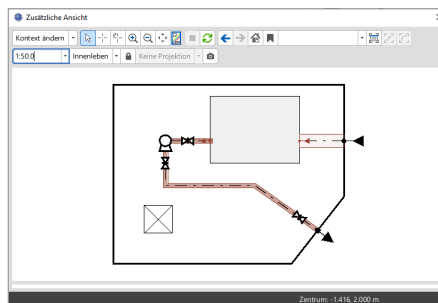 Zusätzliche Ansicht
Kontext ändern
1:50.0 Innenleben Keine Projektion
Zentrum: -1.416, 2.000 m